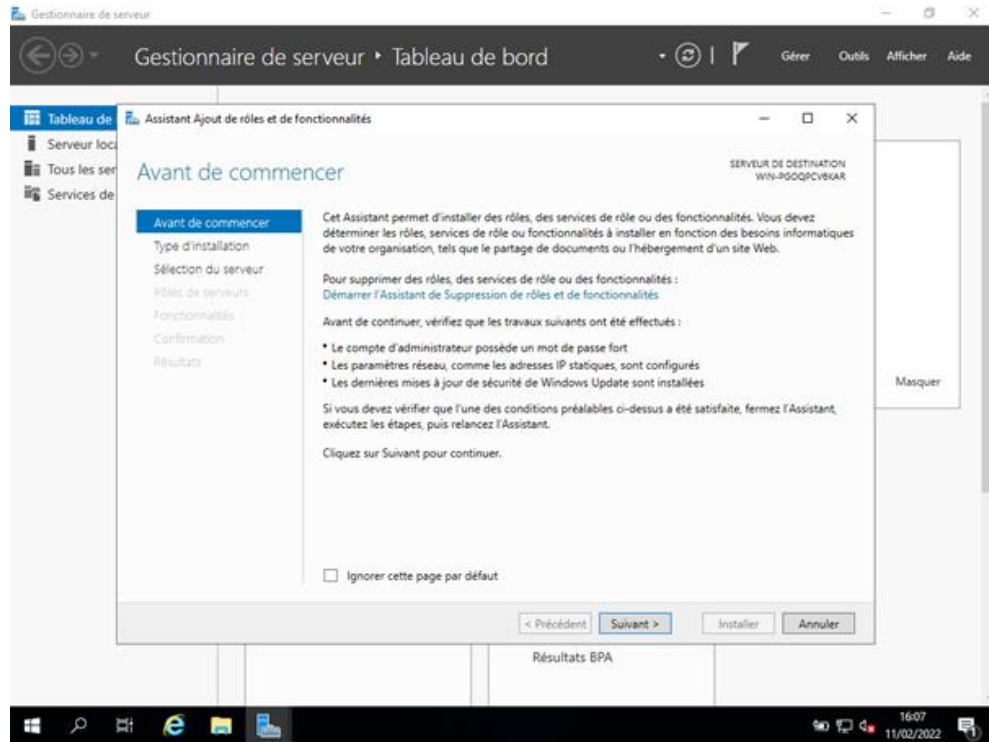 Gestionnaire de serveur
Gestionnaire de serveur ‣ Tableau de bord
Gérer Outils Afficher Aide
Tableau de
Serveur loca
Tous les ser
Services de
Assistant Ajout de rôles et de fonctionnalités
Avant de commencer
SERVEUR DE DESTINATION
WIN-PGOQPCV6KAR
Avant de commencer
Type d'installation
Sélection du serveur
Rôles de serveurs
Fonctionnalités
Confirmation
Résultats
Cet Assistant permet d'installer des rôles, des services de rôle ou des fonctionnalités. Vous devez
déterminer les rôles, services de rôle ou fonctionnalités à installer en fonction des besoins informatiques
de votre organisation, tels que le partage de documents ou l'hébergement d'un site Web.
Pour supprimer des rôles, des services de rôle ou des fonctionnalités :
Démarrer l'Assistant de Suppression de rôles et de fonctionnalités
Avant de continuer, vérifiez que les travaux suivants ont été effectués :
• Le compte d'administrateur possède un mot de passe fort
• Les paramètres réseau, comme les adresses IP statiques, sont configurés
• Les dernières mises à jour de sécurité de Windows Update sont installées
Si vous devez vérifier que l'une des conditions préalables ci-dessus a été satisfaite, fermez l'Assistant,
exécutez les étapes, puis relancez l'Assistant.
Cliquez sur Suivant pour continuer.
Ignorer cette page par défaut
< Précédent Suivant > Installer Annuler
Masquer
Résultats BPA
16:07
11/02/2022